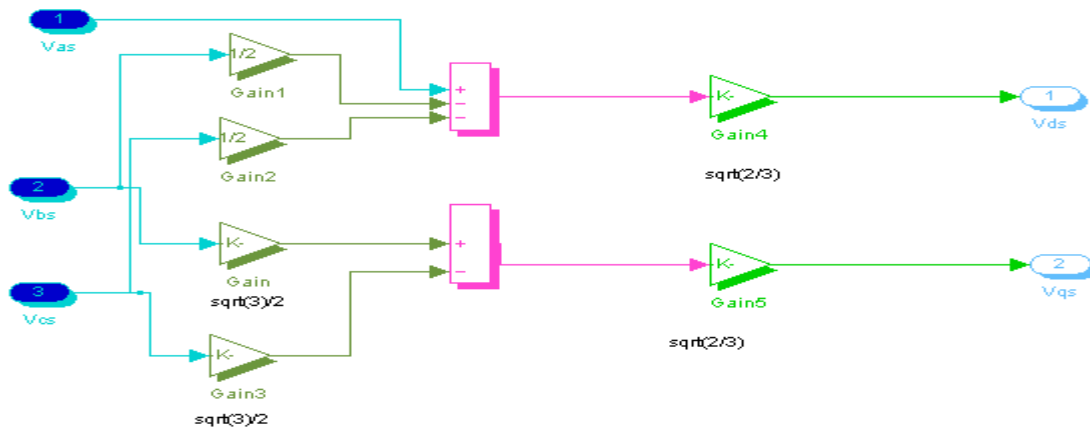 1
Vas
1/2
Gain1
+
−
−
K-
Gain4
sqrt(2/3)
1
Vds
1/2
Gain2
2
Vbs
K-
Gain
sqrt(3)/2
+
−
K-
Gain5
sqrt(2/3)
2
Vqs
3
Vcs
K-
Gain3
sqrt(3)/2